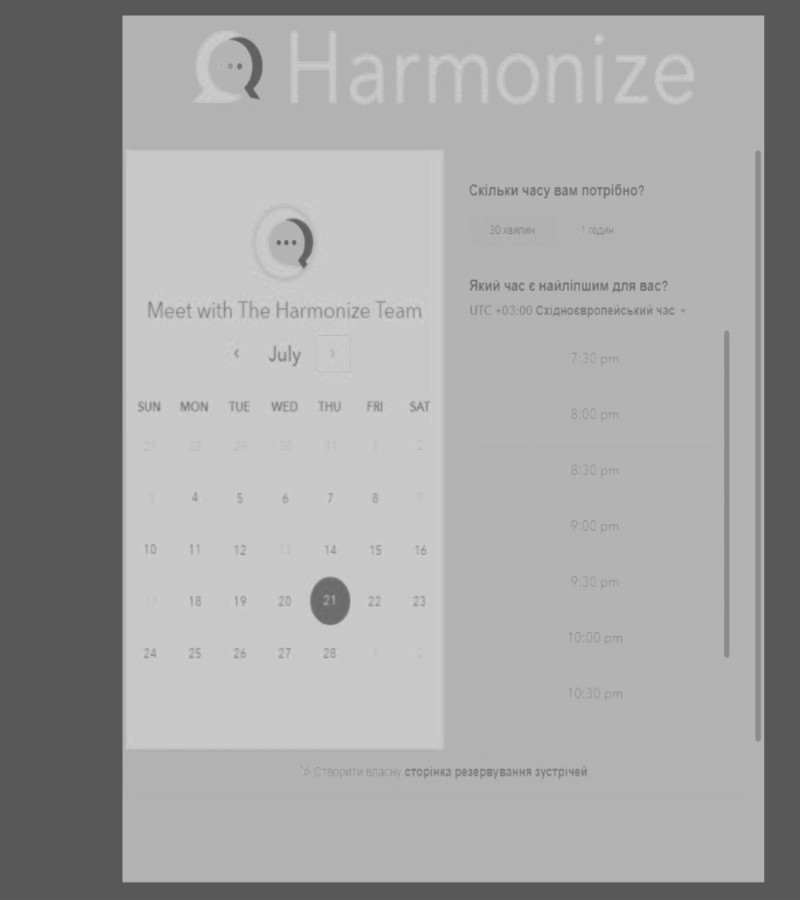 Harmonize
Meet with The Harmonize Team
July
SUN MON TUE WED THU FRI SAT
27 28 29 30 31 1 2
3 4 5 6 7 8 9
10 11 12 13 14 15 16
17 18 19 20 21 22 23
24 25 26 27 28 1 2
Скільки часу вам потрібно?
30 хвилин 1 годин
Який час є найліпшим для вас?
UTC +03:00 Східноєвропейський час
7:30 pm
8:00 pm
8:30 pm
9:00 pm
9:30 pm
10:00 pm
10:30 pm
Створити власну сторінка резервування зустрічей